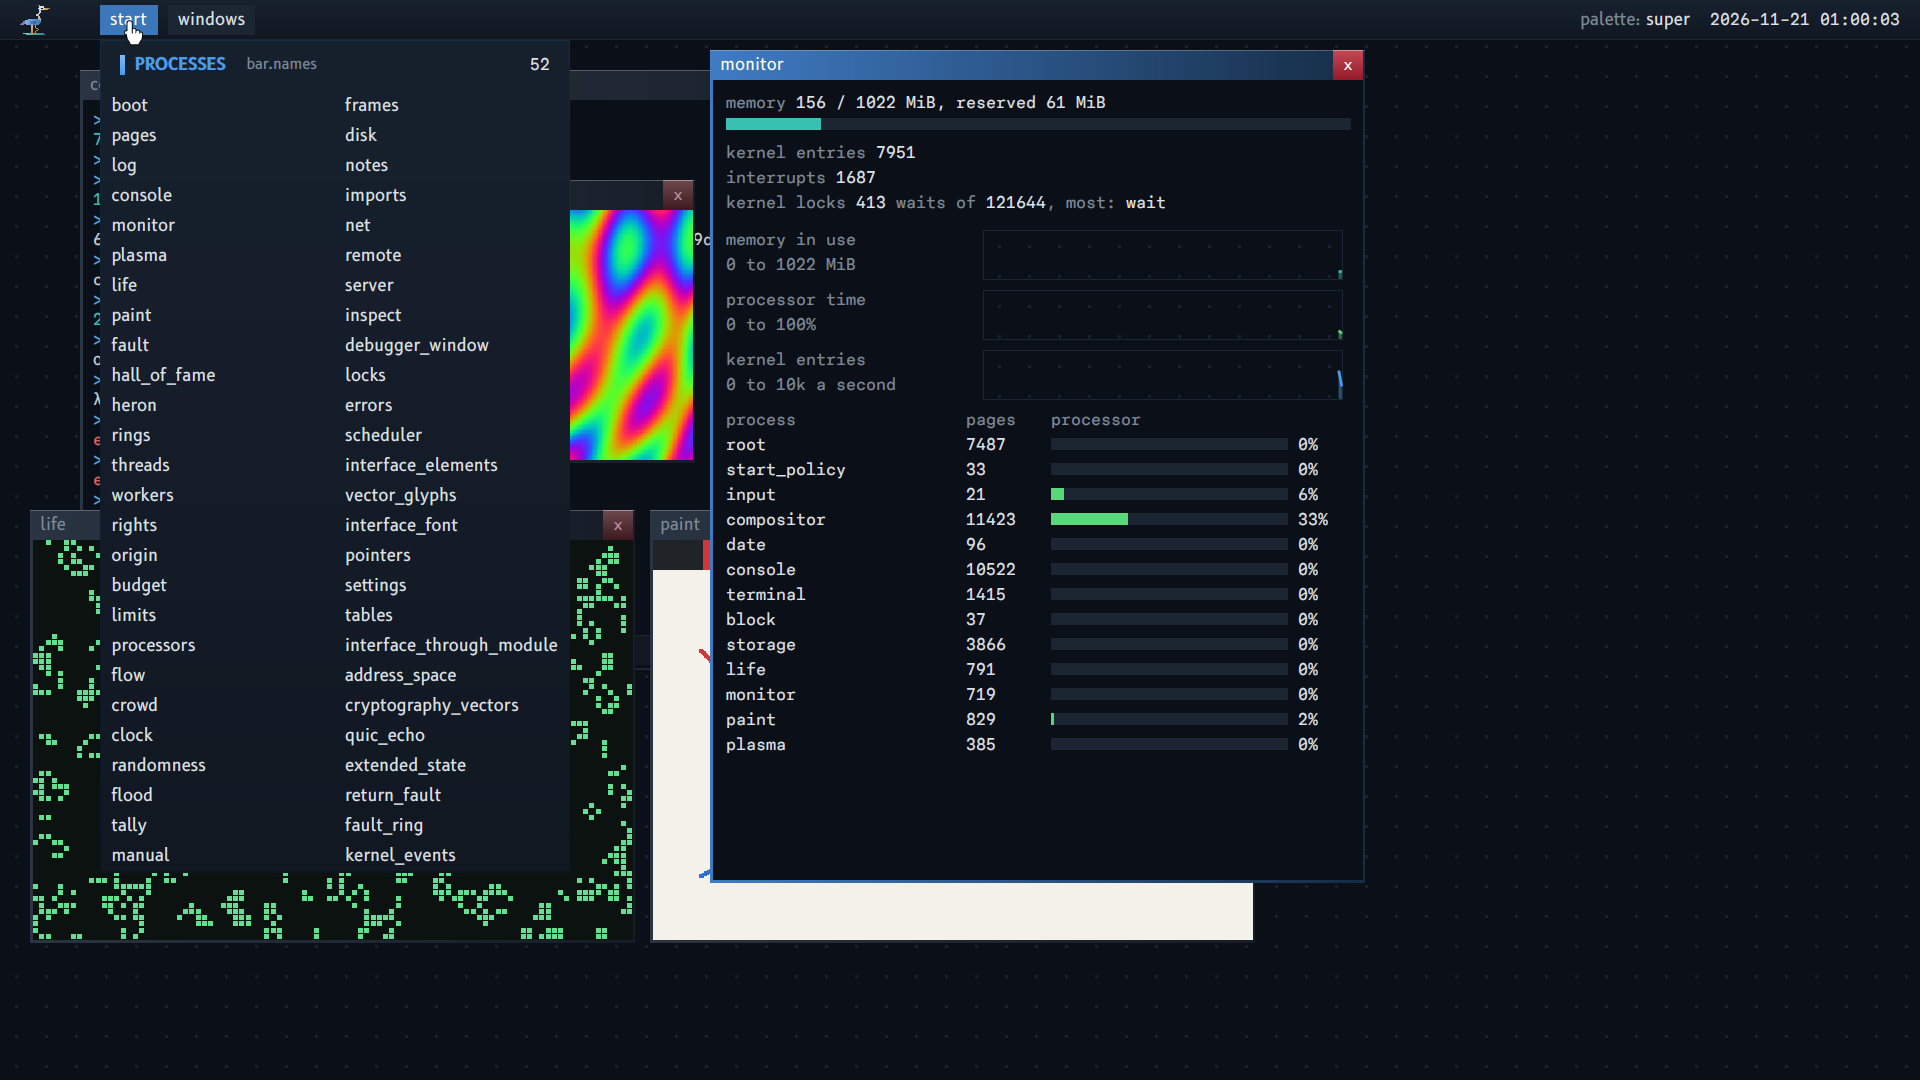 start windows palette: super 2026-11-21 01:00:03
PROCESSES bar.names 52
boot frames
pages disk
log notes
console imports
monitor net
plasma remote
life server
paint inspect
fault debugger_window
hall_of_fame locks
heron errors
rings scheduler
threads interface_elements
workers vector_glyphs
rights interface_font
origin pointers
budget settings
limits tables
processors interface_through_module
flow address_space
crowd cryptography_vectors
clock quic_echo
randomness extended_state
flood return_fault
tally fault_ring
manual kernel_events
x
life x
paint
monitor x
memory 156 / 1022 MiB, reserved 61 MiB
kernel entries 7951
interrupts 1687
kernel locks 413 waits of 121644, most: wait
memory in use
0 to 1022 MiB
processor time
0 to 100%
kernel entries
0 to 10k a second
process pages processor
root 7487 0%
start_policy 33 0%
input 21 6%
compositor 11423 33%
date 96 0%
console 10522 0%
terminal 1415 0%
block 37 0%
storage 3866 0%
life 791 0%
monitor 719 0%
paint 829 2%
plasma 385 0%